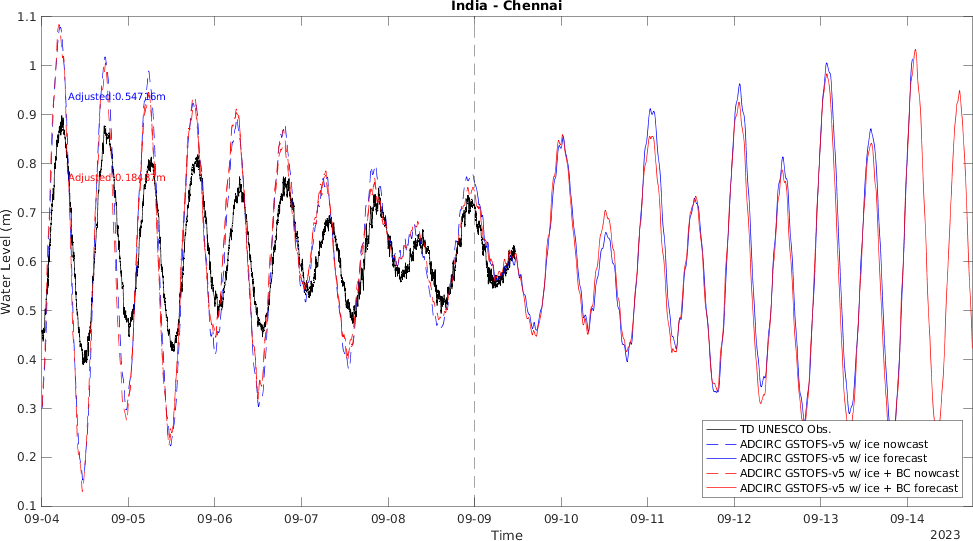 India - Chennai
1.1
1
0.9
0.8
0.7
0.6
0.5
0.4
0.3
0.2
0.1
Water Level (m)
Adjusted:0.54726m
TD UNESCO Obs.
ADCIRC GSTOFS-v5 w/ ice nowcast
ADCIRC GSTOFS-v5 w/ ice forecast
ADCIRC GSTOFS-v5 w/ ice + BC nowcast
ADCIRC GSTOFS-v5 w/ ice + BC forecast
09-04 09-05 09-06 09-07 09-08 09-09 09-10 09-11 09-12 09-13 09-14
Time
2023